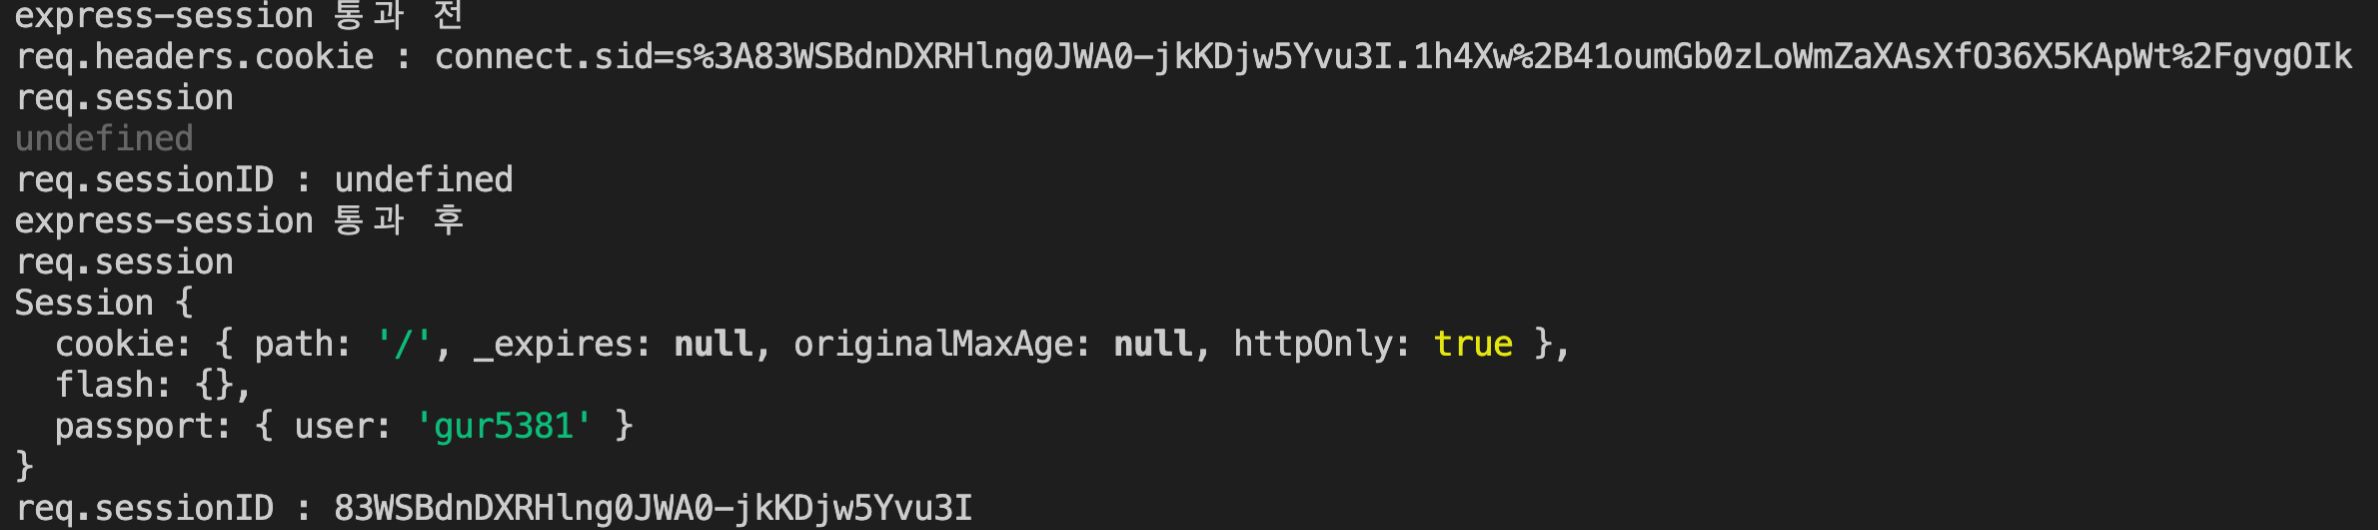 express-session 통과 전
req.headers.cookie : connect.sid=s%3A83WSBdnDXRHlng0JWA0-jkKDjw5Yvu3I.1h4Xw%2B41oumGb0zLoWmZaXAsXfO36X5KApWt%2FgvgOIk
req.session
undefined
req.sessionID : undefined
express-session 통과 후
req.session
Session {
  cookie: { path: '/', _expires: null, originalMaxAge: null, httpOnly: true },
  flash: {},
  passport: { user: 'gur5381' }
}
req.sessionID : 83WSBdnDXRHlng0JWA0-jkKDjw5Yvu3I